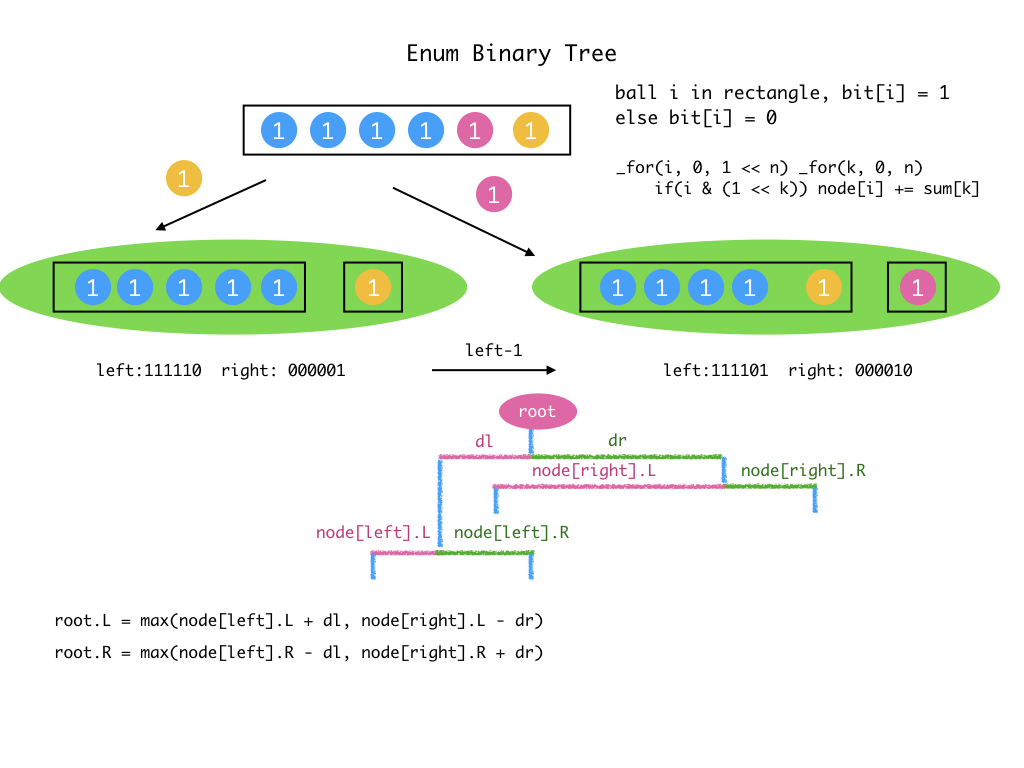 Enum Binary Tree
ball i in rectangle, bit[i] = 1
else bit[i] = 0
1 1 1 1 1 1
_for(i, 0, 1 << n) _for(k, 0, n)
if(i & (1 << k)) node[i] += sum[k]
1
1
1 1 1 1 1 1
1 1 1 1 1 1
left-1
left:111110 right: 000001
left:111101 right: 000010
root
dl
dr
node[right].L
node[right].R
node[left].L
node[left].R
root.L = max(node[left].L + dl, node[right].L - dr)
root.R = max(node[left].R - dl, node[right].R + dr)